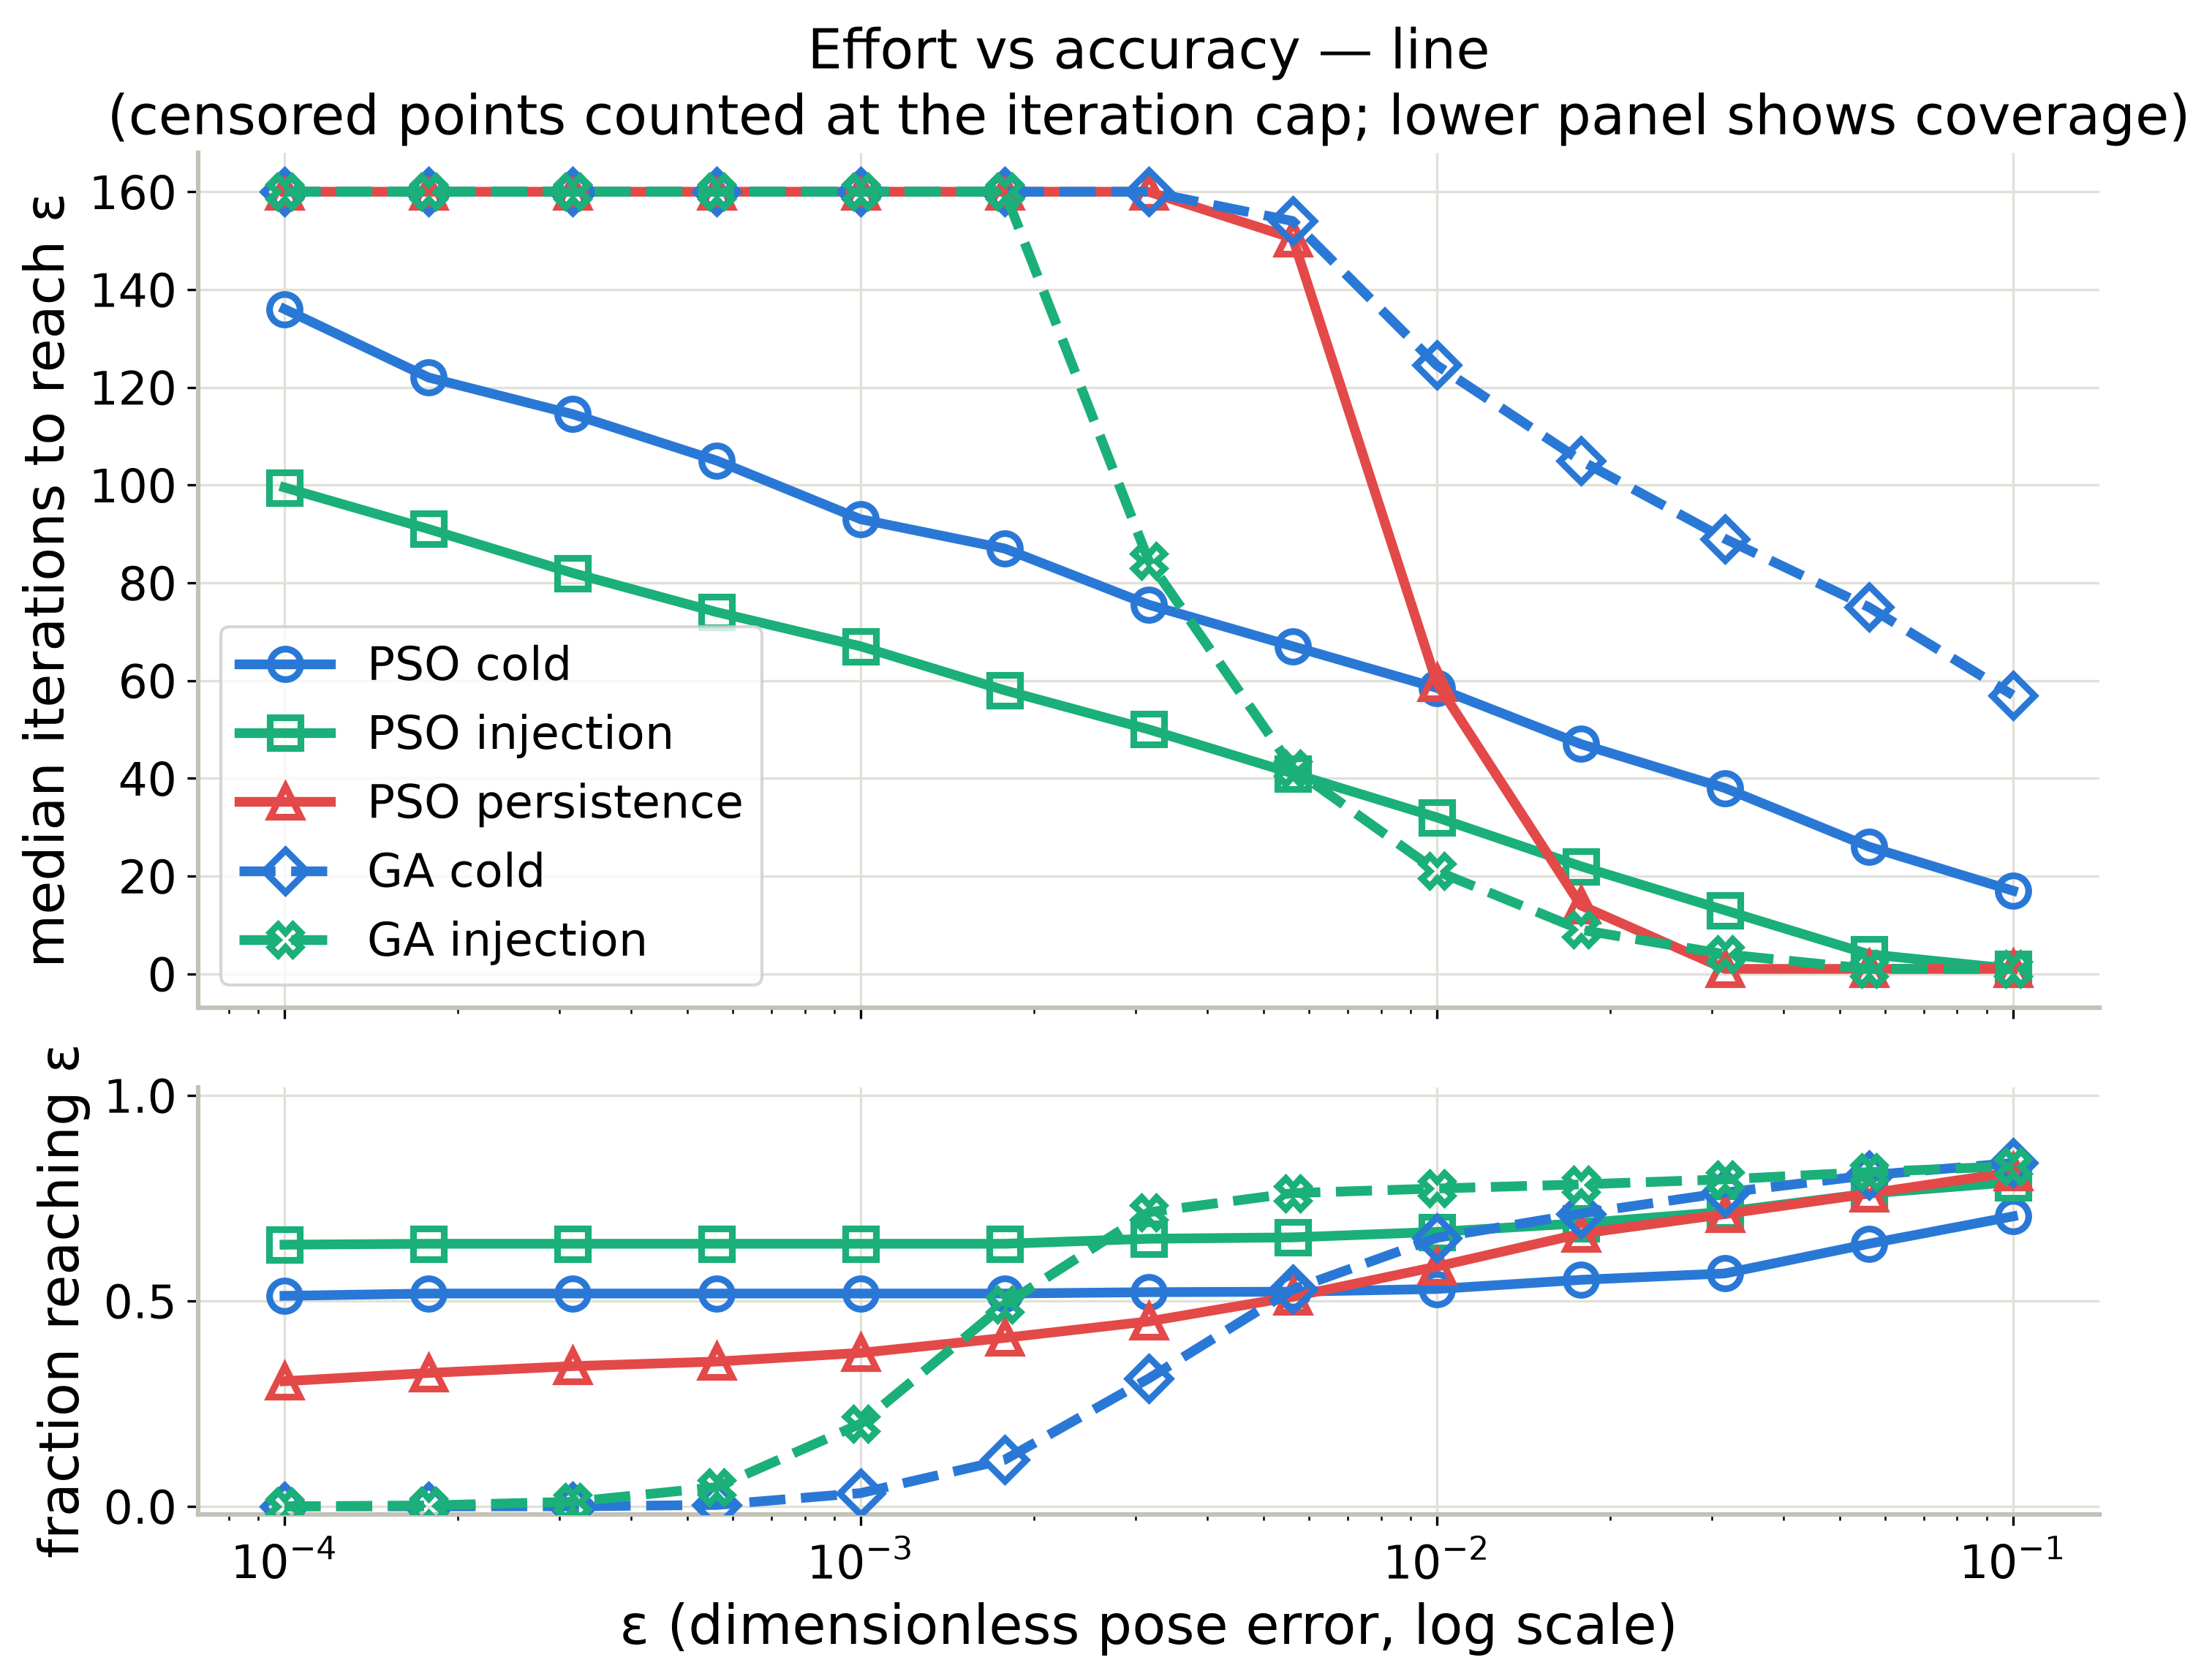 Effort vs accuracy — line
(censored points counted at the iteration cap; lower panel shows coverage)
median iterations to reach ε
160
140
120
100
80
60
40
20
0
PSO cold
PSO injection
PSO persistence
GA cold
GA injection
fraction reaching ε
1.0
0.5
0.0
10⁻⁴
10⁻³
10⁻²
10⁻¹
ε (dimensionless pose error, log scale)